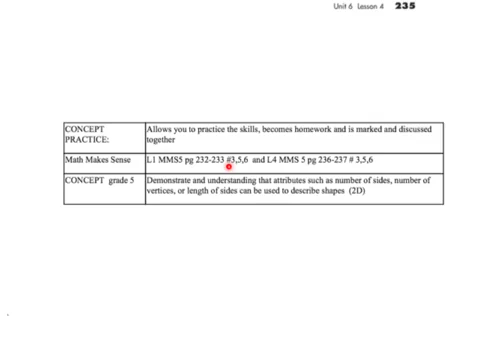 Unit 6 Lesson 4 235
CONCEPT PRACTICE: Allows you to practice the skills, becomes homework and is marked and discussed together
Math Makes Sense L1 MMS5 pg 232-233 #3,5,6 and L4 MMS 5 pg 236-237 # 3,5,6
CONCEPT grade 5 Demonstrate and understanding that attributes such as number of sides, number of vertices, or length of sides can be used to describe shapes (2D)